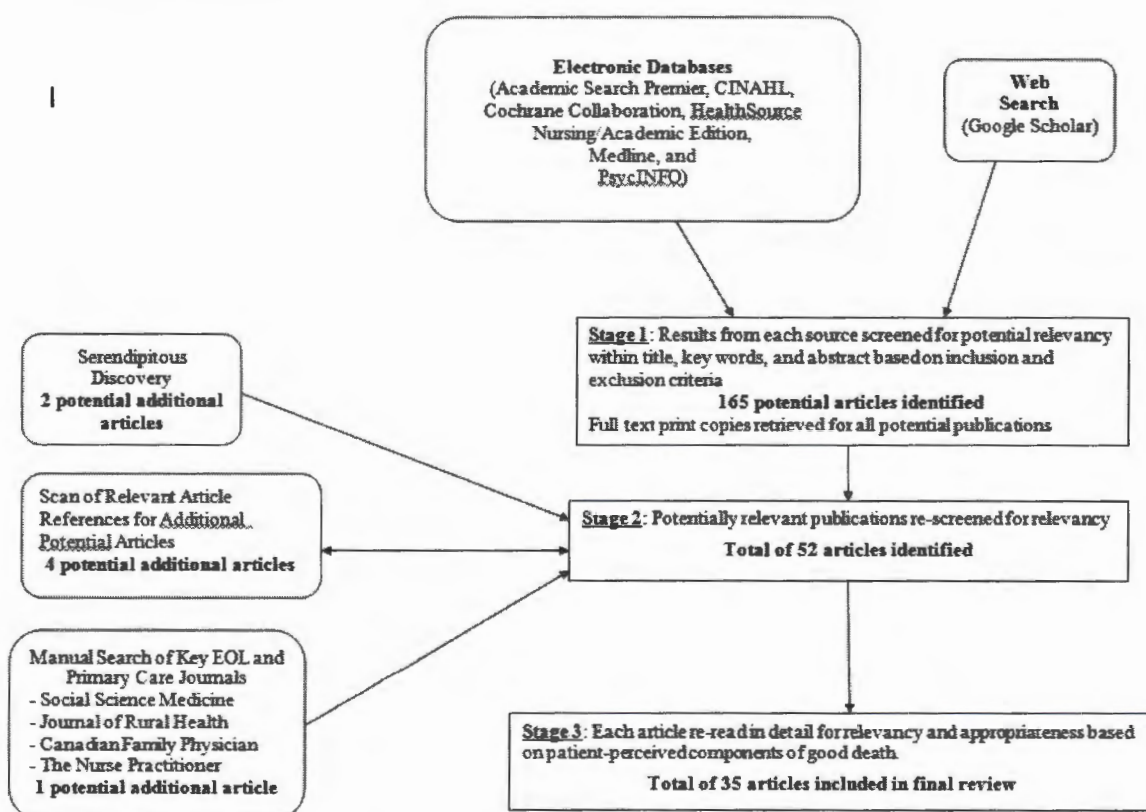 Electronic Databases
(Academic Search Premier, CINAHL,
Cochrane Collaboration, HealthSource
Nursing/Academic Edition,
Medline, and
PsycINFO)
Web
Search
(Google Scholar)
Stage 1: Results from each source screened for potential relevancy
within title, key words, and abstract based on inclusion and
exclusion criteria
165 potential articles identified
Full text print copies retrieved for all potential publications
Serendipitous
Discovery
2 potential additional
articles
Scan of Relevant Article
References for Additional
Potential Articles
4 potential additional articles
Stage 2: Potentially relevant publications re-screened for relevancy
Total of 52 articles identified
Manual Search of Key EOL and
Primary Care Journals
- Social Science Medicine
- Journal of Rural Health
- Canadian Family Physician
- The Nurse Practitioner
1 potential additional article
Stage 3: Each article re-read in detail for relevancy and appropriateness based
on patient-perceived components of good death.
Total of 35 articles included in final review